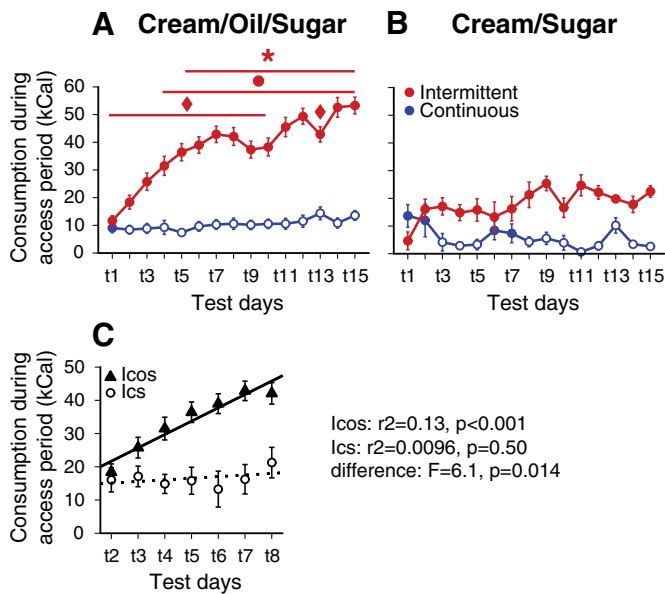 A Cream/Oil/Sugar
B Cream/Sugar
Consumption during
access period (kCal)
60
50
40
30
20
10
0
t1 t3 t5 t7 t9 t11 t13 t15
Test days
Intermittent
Continuous
t1 t3 t5 t7 t9 t11 t13 t15
Test days
C
Consumption during
access period (kCal)
50
40
30
20
10
0
Icos
Ics
t2 t3 t4 t5 t6 t7 t8
Test days
Icos: r2=0.13, p<0.001
Ics: r2=0.0096, p=0.50
difference: F=6.1, p=0.014